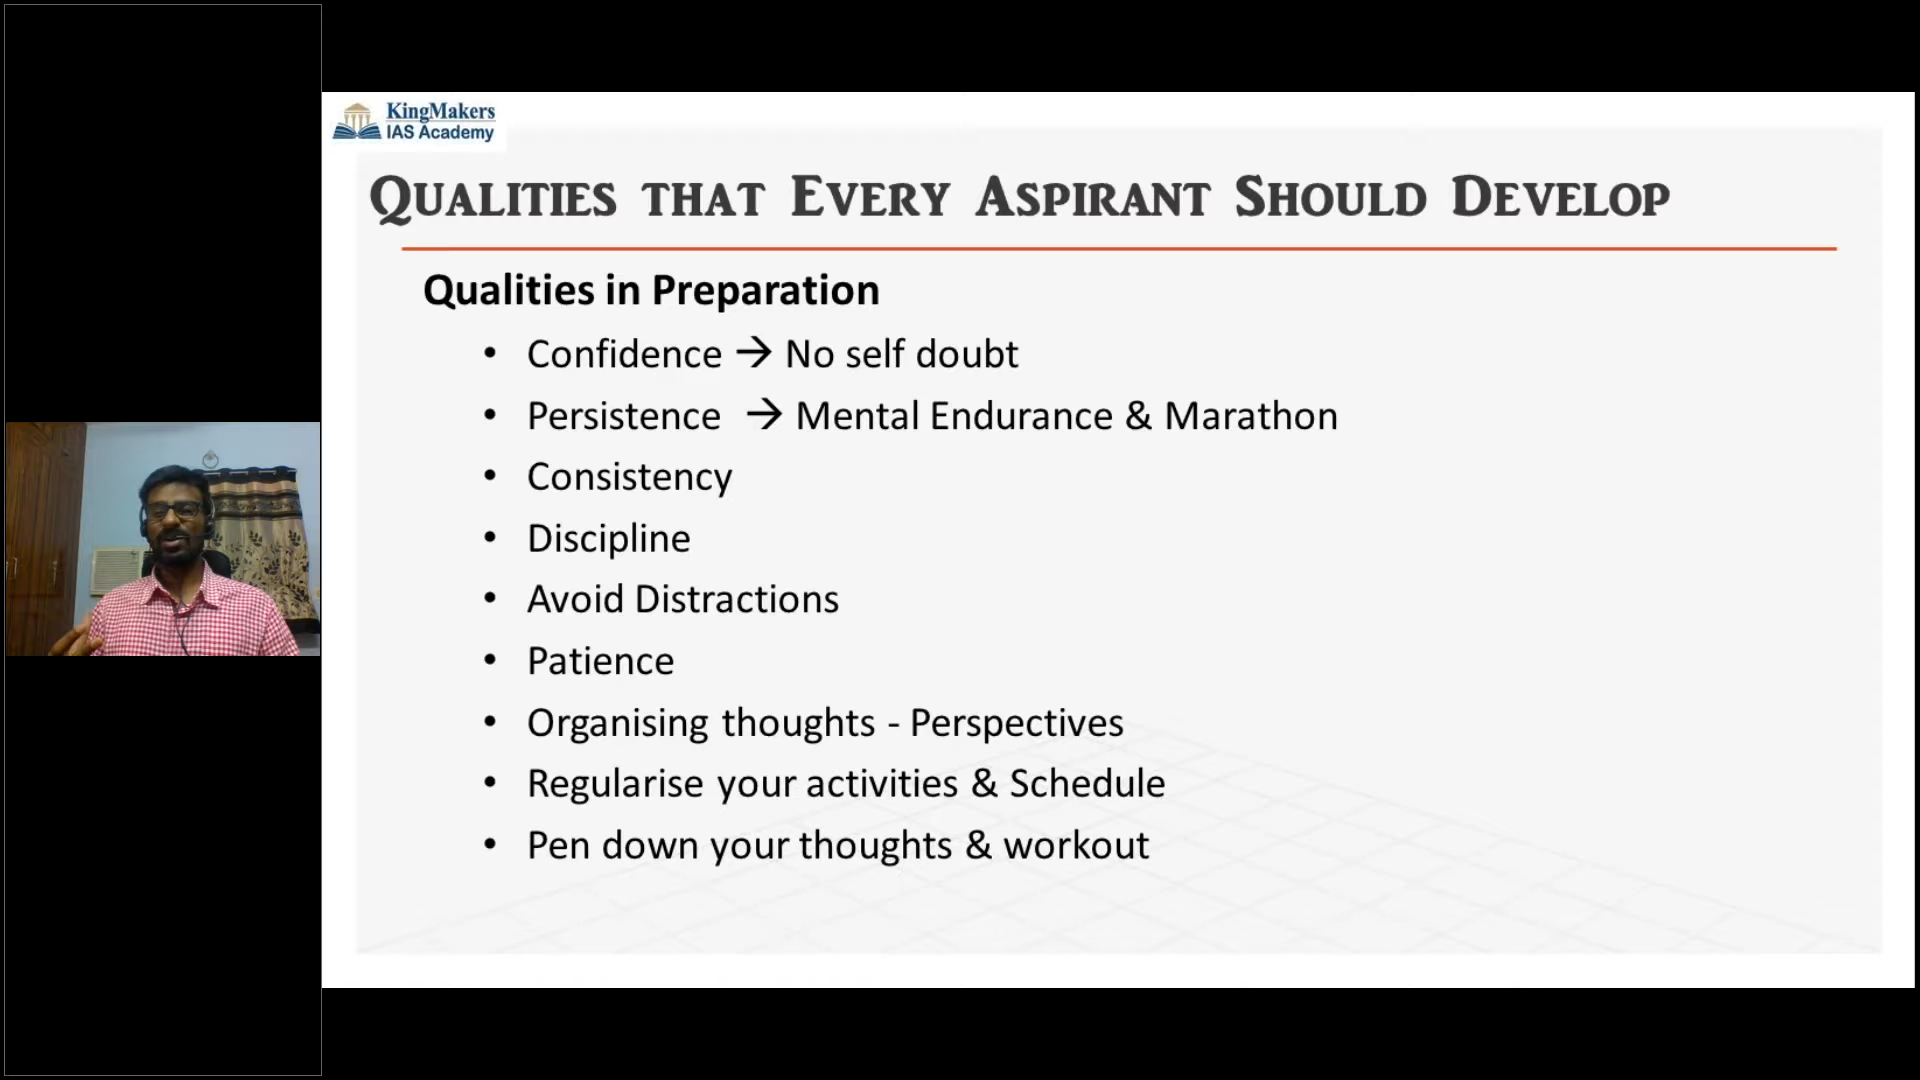 KingMakers
IAS Academy
Qualities that Every Aspirant Should Develop
Qualities in Preparation
• Confidence → No self doubt
• Persistence → Mental Endurance & Marathon
• Consistency
• Discipline
• Avoid Distractions
• Patience
• Organising thoughts - Perspectives
• Regularise your activities & Schedule
• Pen down your thoughts & workout